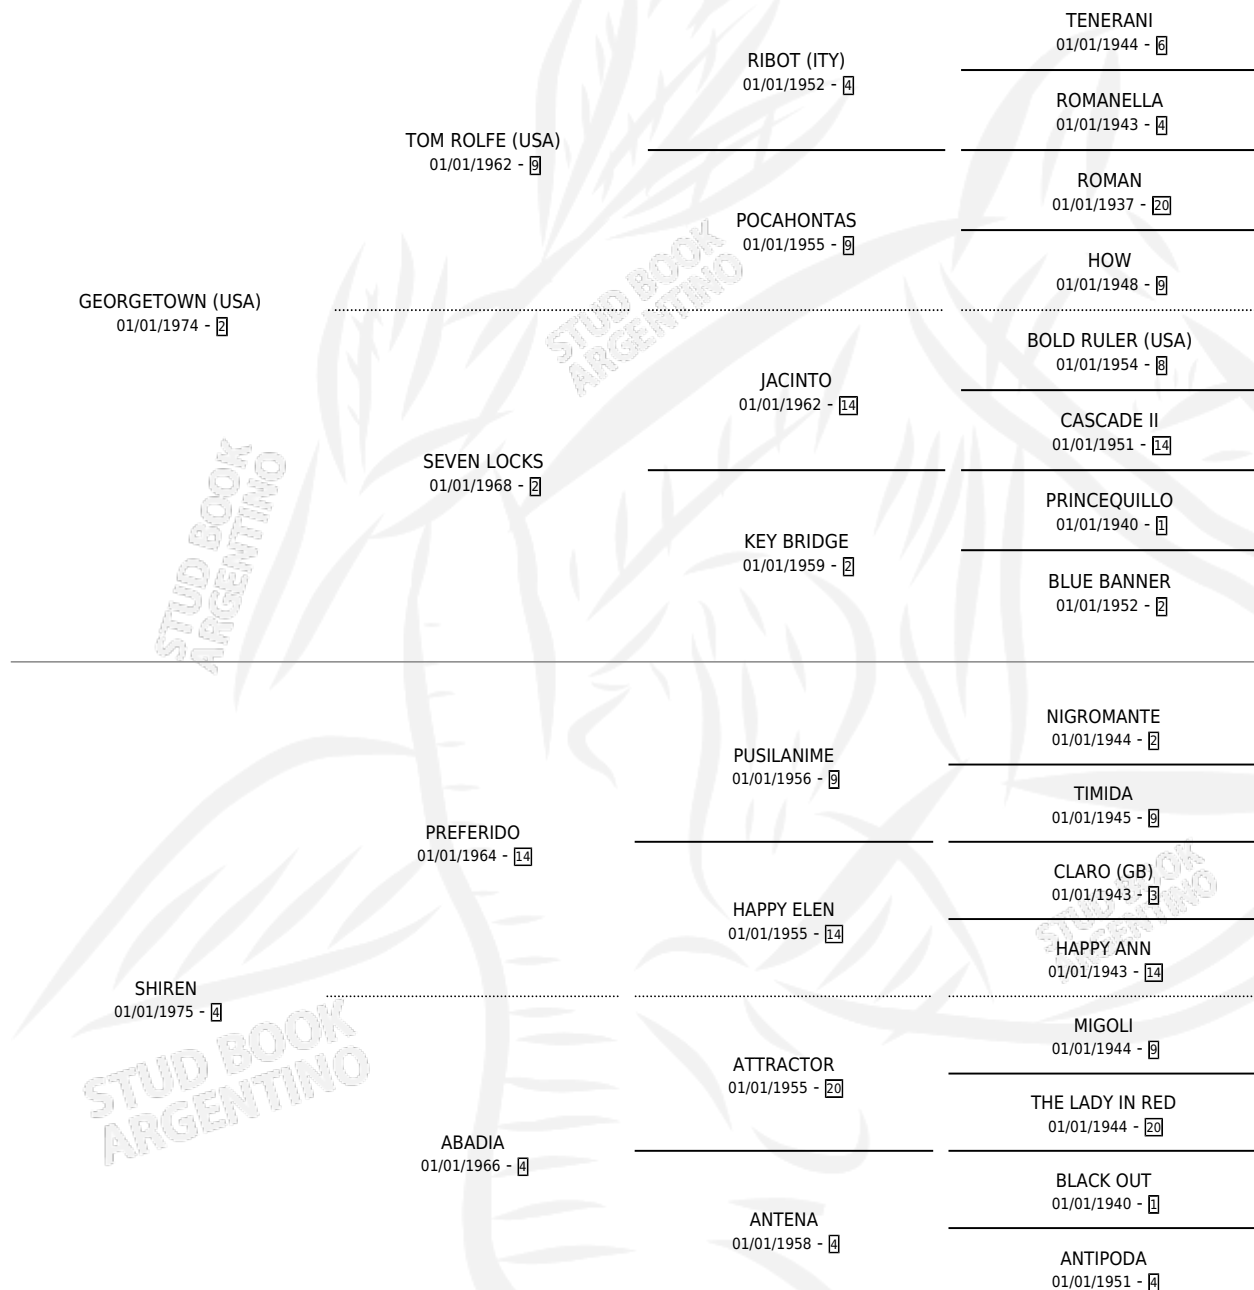 TENERANI
01/01/1944 - 6
RIBOT (ITY)
01/01/1952 - 4
ROMANELLA
01/01/1943 - 4
TOM ROLFE (USA)
01/01/1962 - 9
ROMAN
01/01/1937 - 20
POCAHONTAS
01/01/1955 - 9
HOW
01/01/1948 - 9
GEORGETOWN (USA)
01/01/1974 - 2
STUD BOOK
ARGENTINO
BOLD RULER (USA)
01/01/1954 - 8
JACINTO
01/01/1962 - 14
CASCADE II
01/01/1951 - 14
SEVEN LOCKS
01/01/1968 - 2
PRINCEQUILLO
01/01/1940 - 1
KEY BRIDGE
01/01/1959 - 2
BLUE BANNER
01/01/1952 - 2
STUD BOOK
ARGENTINO
NIGROMANTE
01/01/1944 - 2
PUSILANIME
01/01/1956 - 9
TIMIDA
01/01/1945 - 9
PREFERIDO
01/01/1964 - 14
CLARO (GB)
01/01/1943 - 3
HAPPY ELEN
01/01/1955 - 14
STUD BOOK
ARGENTINO
HAPPY ANN
01/01/1943 - 14
SHIREN
01/01/1975 - 4
STUD BOOK
ARGENTINO
MIGOLI
01/01/1944 - 9
ATTRACTOR
01/01/1955 - 20
THE LADY IN RED
01/01/1944 - 20
ABADIA
01/01/1966 - 4
BLACK OUT
01/01/1940 - 1
ANTENA
01/01/1958 - 4
ANTIPODA
01/01/1951 - 4